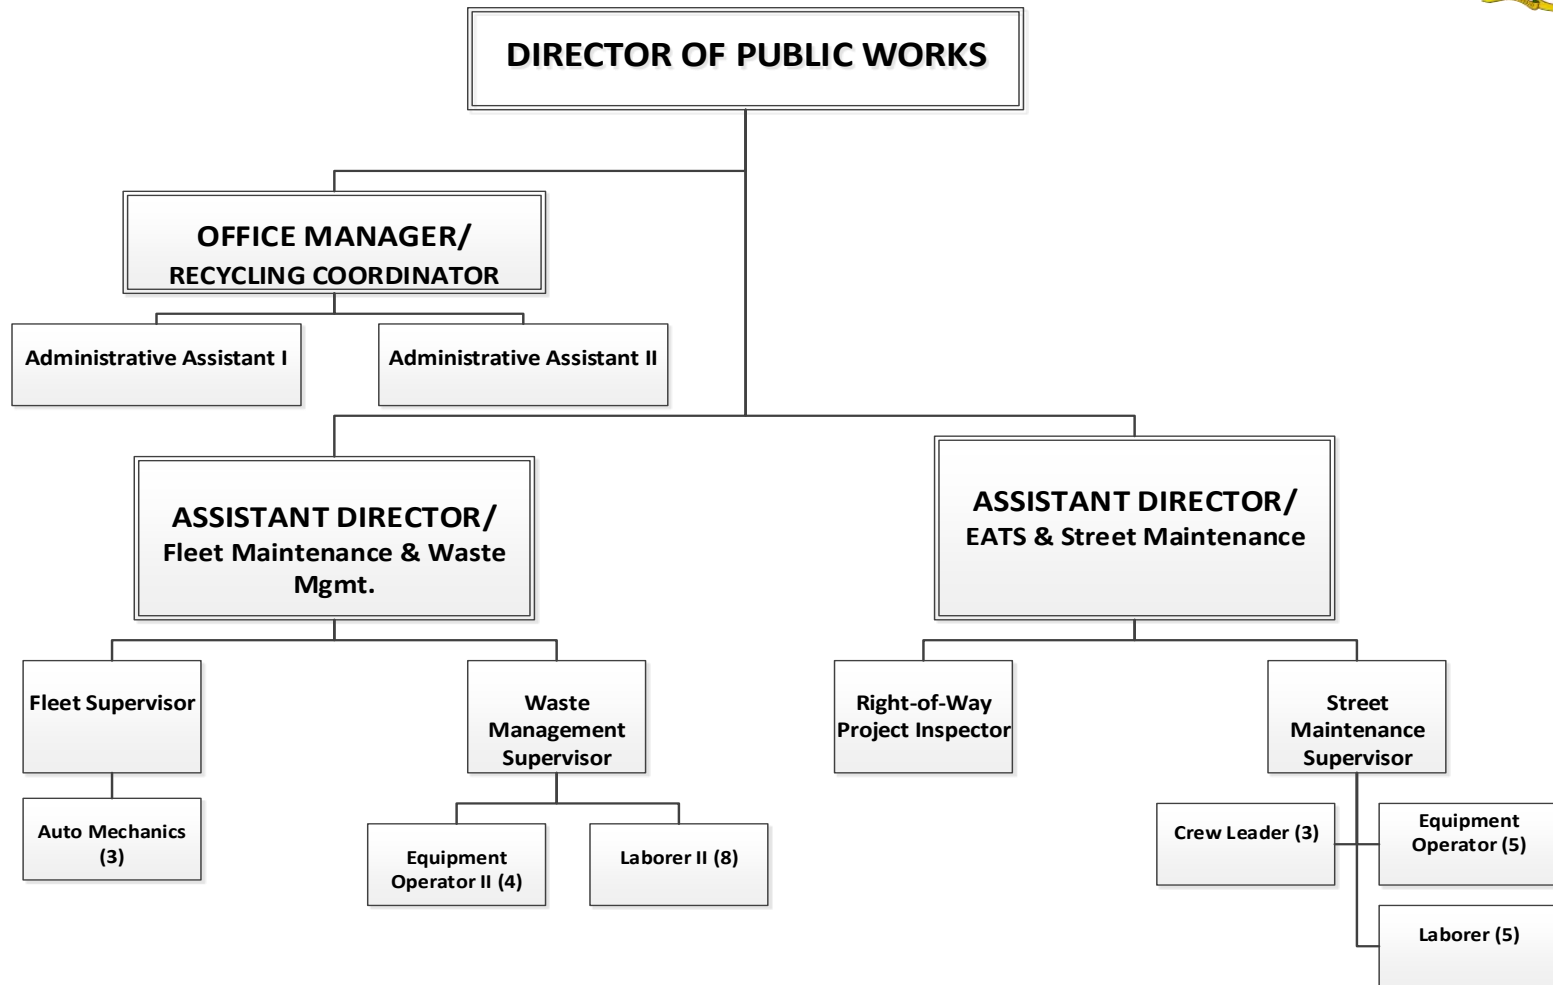 DIRECTOR OF PUBLIC WORKS
OFFICE MANAGER/
RECYCLING COORDINATOR
Administrative Assistant I
Administrative Assistant II
ASSISTANT DIRECTOR/
Fleet Maintenance & Waste
Mgmt.
ASSISTANT DIRECTOR/
EATS & Street Maintenance
Fleet Supervisor
Waste
Management
Supervisor
Right-of-Way
Project Inspector
Street
Maintenance
Supervisor
Auto Mechanics
(3)
Equipment
Operator II (4)
Laborer II (8)
Crew Leader (3)
Equipment
Operator (5)
Laborer (5)